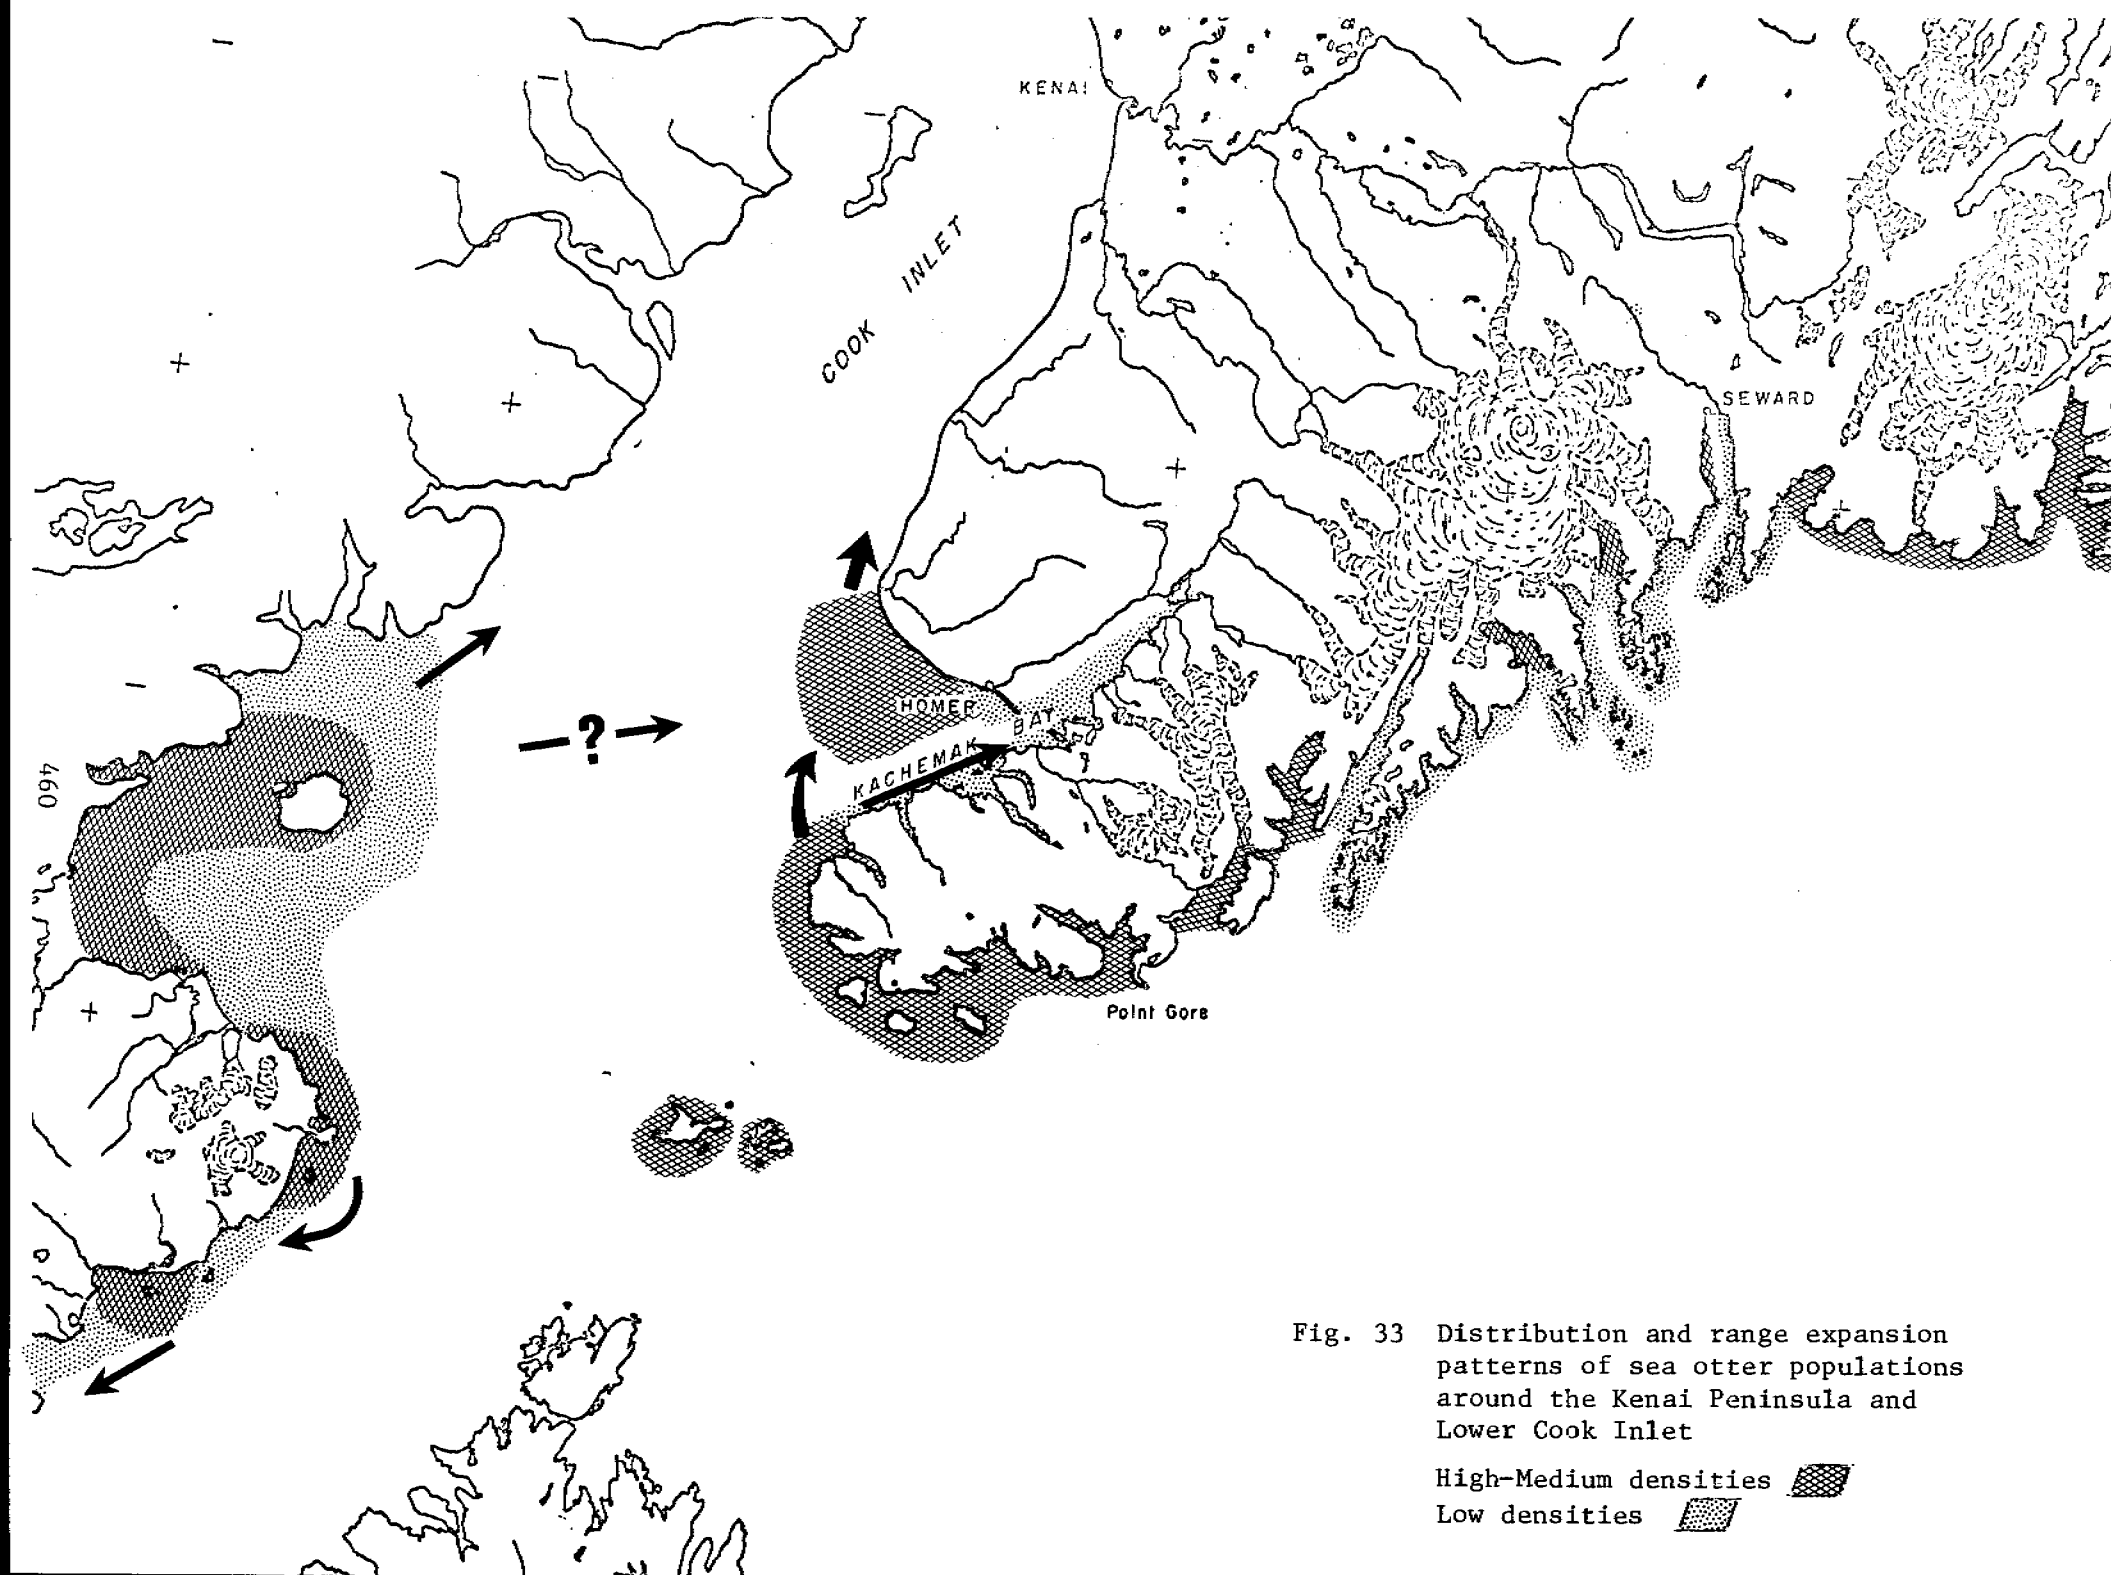 KENAI
COOK INLET
SEWARD
HOMER
KACHEMAK BAY
?
460
Point Gore
Fig. 33 Distribution and range expansion
patterns of sea otter populations
around the Kenai Peninsula and
Lower Cook Inlet
High-Medium densities
Low densities